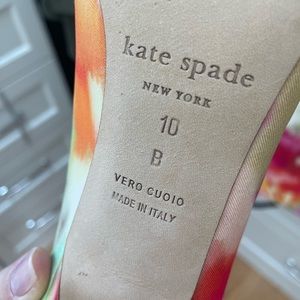 kate spade
NEW YORK
10
B
VERO CUOIO
MADE IN ITALY